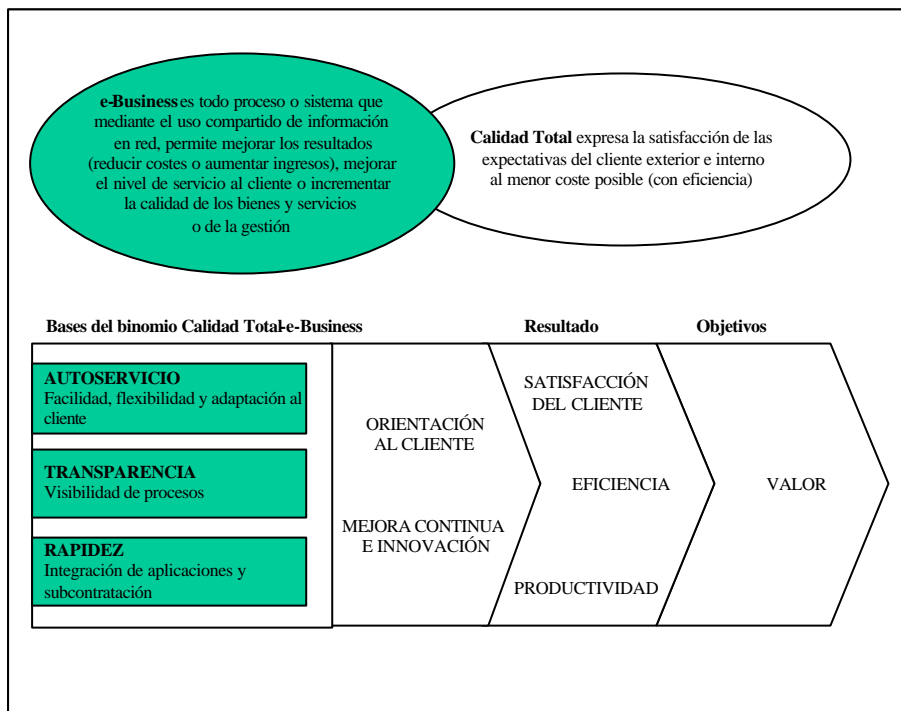 e-Business es todo proceso o sistema que
mediante el uso compartido de información
en red, permite mejorar los resultados
(reducir costes o aumentar ingresos), mejorar
el nivel de servicio al cliente o incrementar
la calidad de los bienes y servicios
o de la gestión
Calidad Total expresa la satisfacción de las
expectativas del cliente exterior e interno
al menor coste posible (con eficiencia)
Bases del binomio Calidad Total-e-Business
Resultado
Objetivos
AUTOSERVICIO
Facilidad, flexibilidad y adaptación al
cliente
TRANSPARENCIA
Visibilidad de procesos
RAPIDEZ
Integración de aplicaciones y
subcontratación
ORIENTACIÓN
AL CLIENTE
MEJORA CONTINUA
E INNOVACIÓN
SATISFACCIÓN
DEL CLIENTE
EFICIENCIA
PRODUCTIVIDAD
VALOR